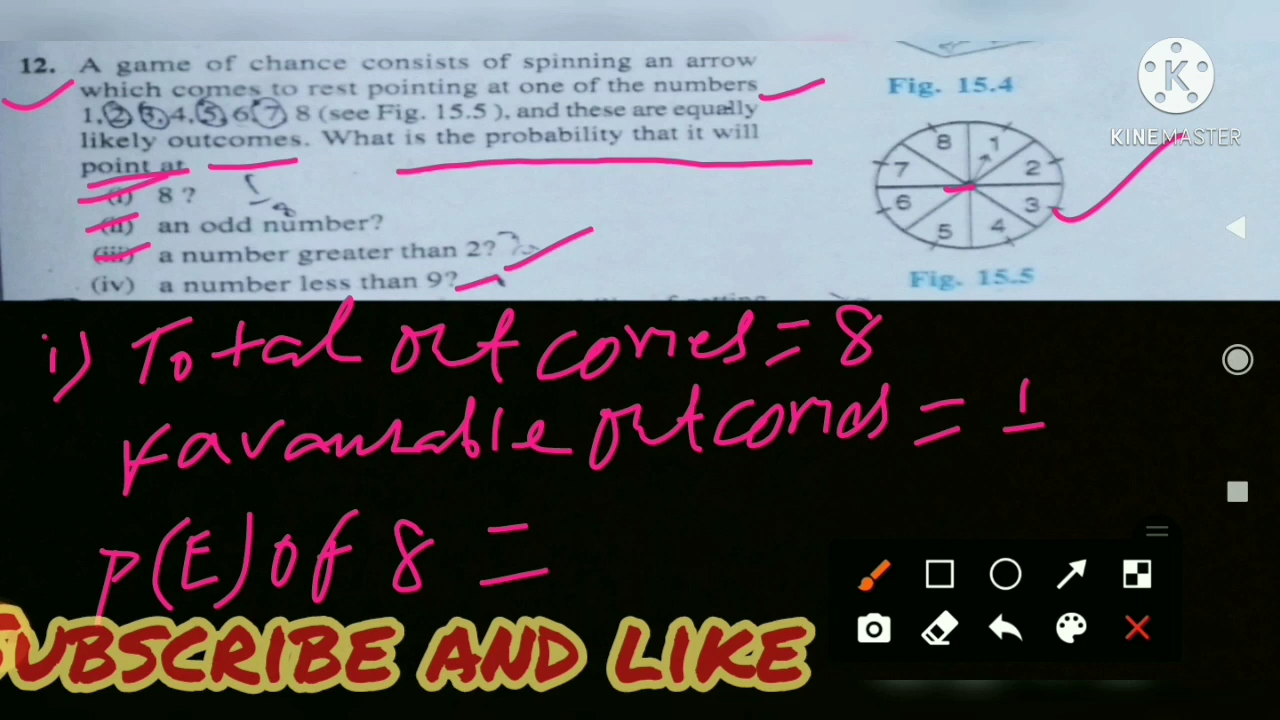 12. A game of chance consists of spinning an arrow
which comes to rest pointing at one of the numbers
1, 2, 3, 4, 5, 6, 7, 8 (see Fig. 15.5 ), and these are equally
likely outcomes. What is the probability that it will
point at
(i) 8 ?
(ii) an odd number?
(iii) a number greater than 2?
(iv) a number less than 9?
Fig. 15.4
KINEMASTER
8 1
7 2
6 3
5 4
Fig. 15.5
i) Total outcomes = 8
Favourable outcomes = 1
P(E) of 8 =
SUBSCRIBE AND LIKE